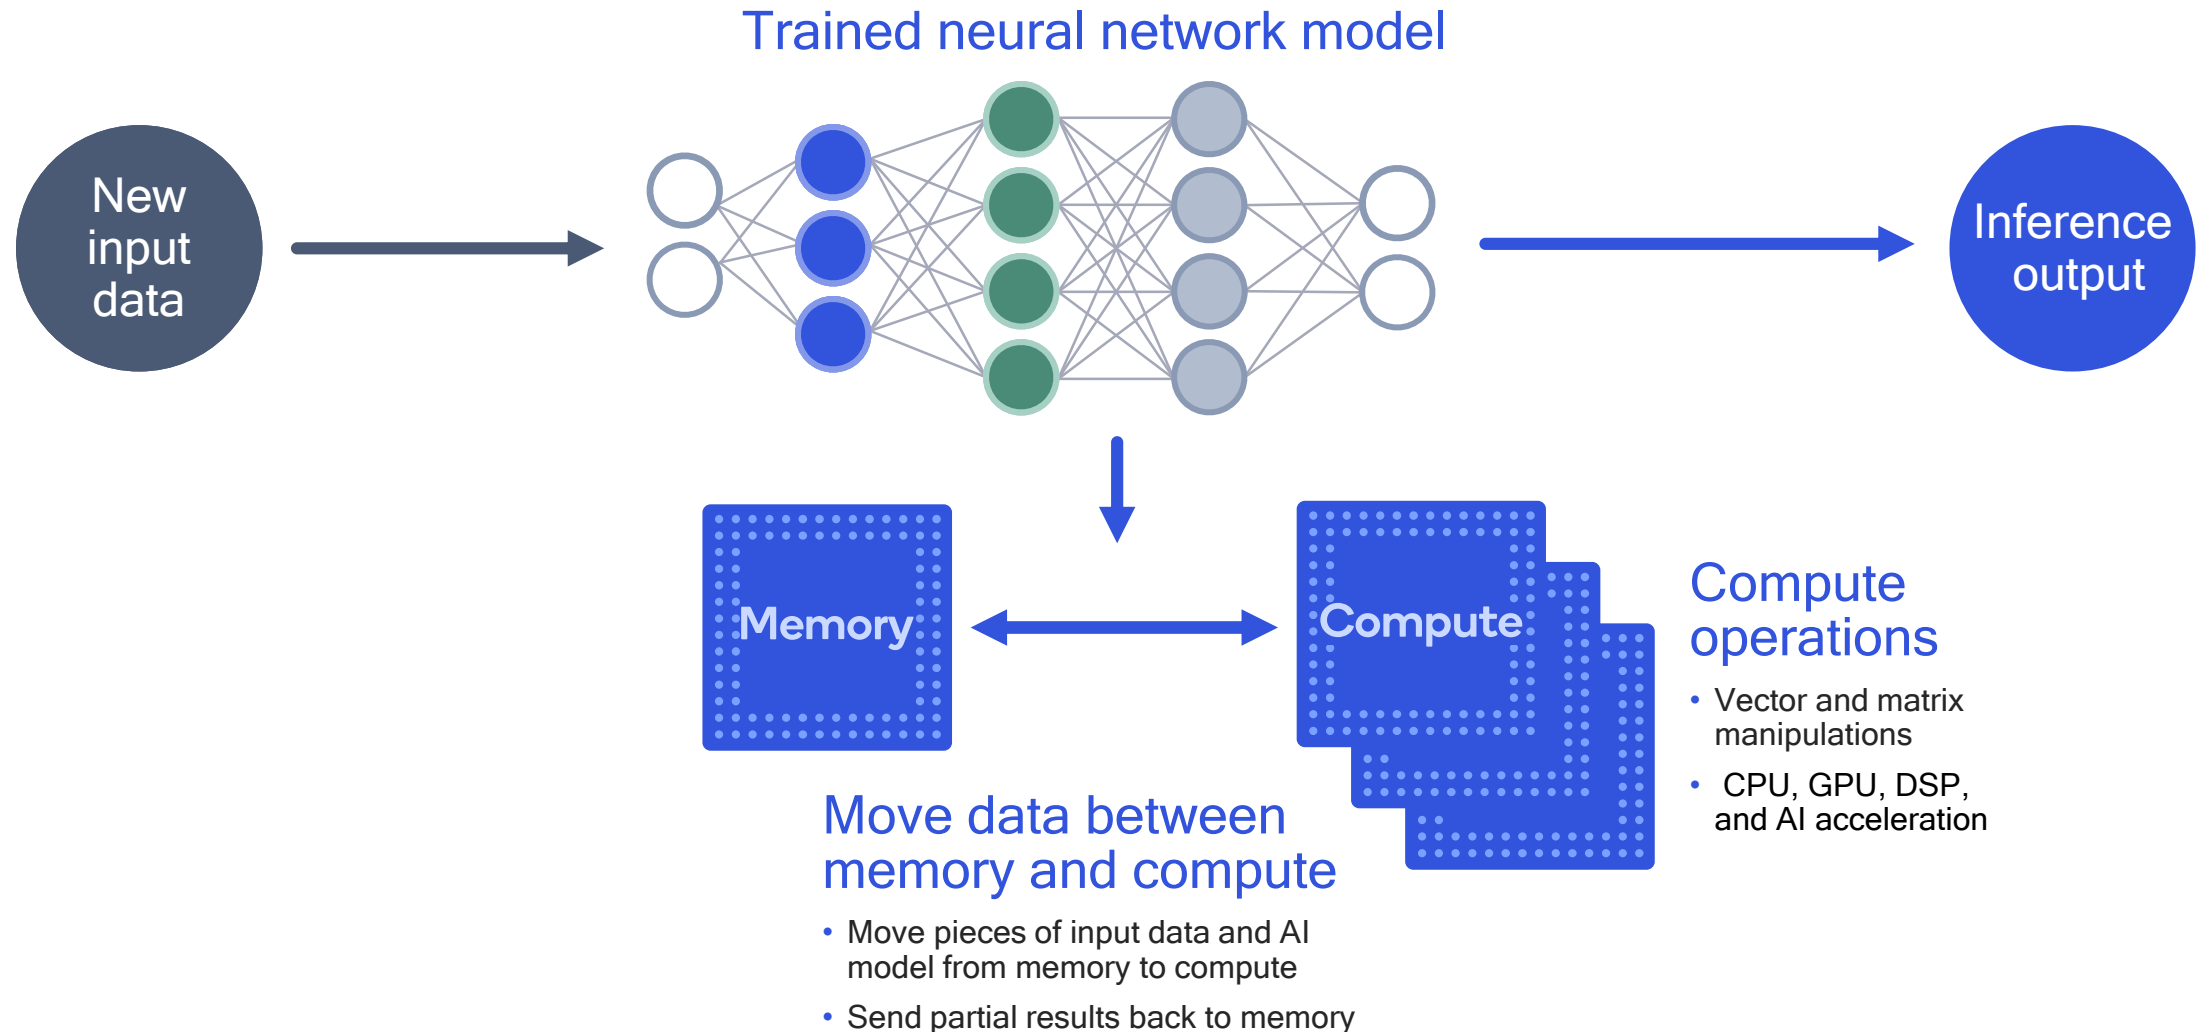 Trained neural network model
New
input
data
Inference
output
Memory
Compute
Compute
operations
• Vector and matrix
manipulations
• CPU, GPU, DSP,
and AI acceleration
Move data between
memory and compute
• Move pieces of input data and AI
model from memory to compute
• Send partial results back to memory